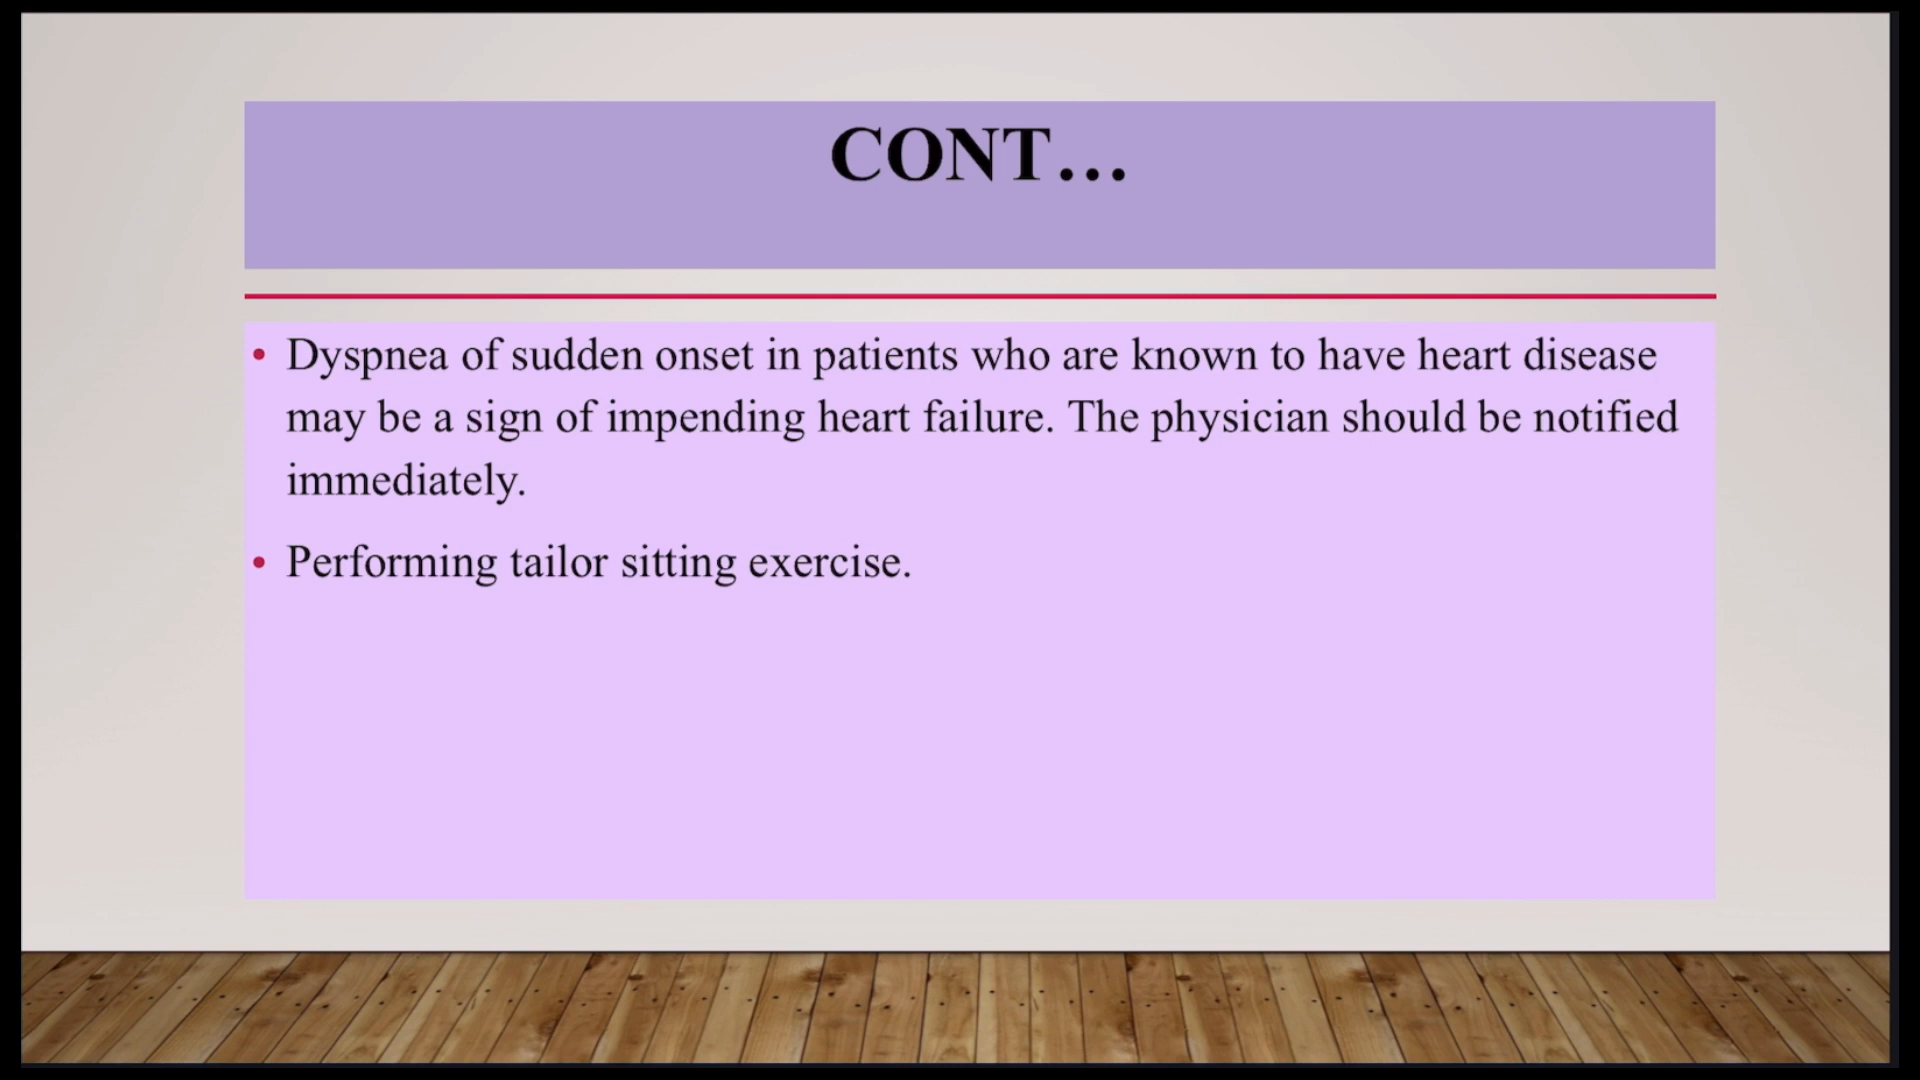 CONT…
• Dyspnea of sudden onset in patients who are known to have heart disease
may be a sign of impending heart failure. The physician should be notified
immediately.
• Performing tailor sitting exercise.